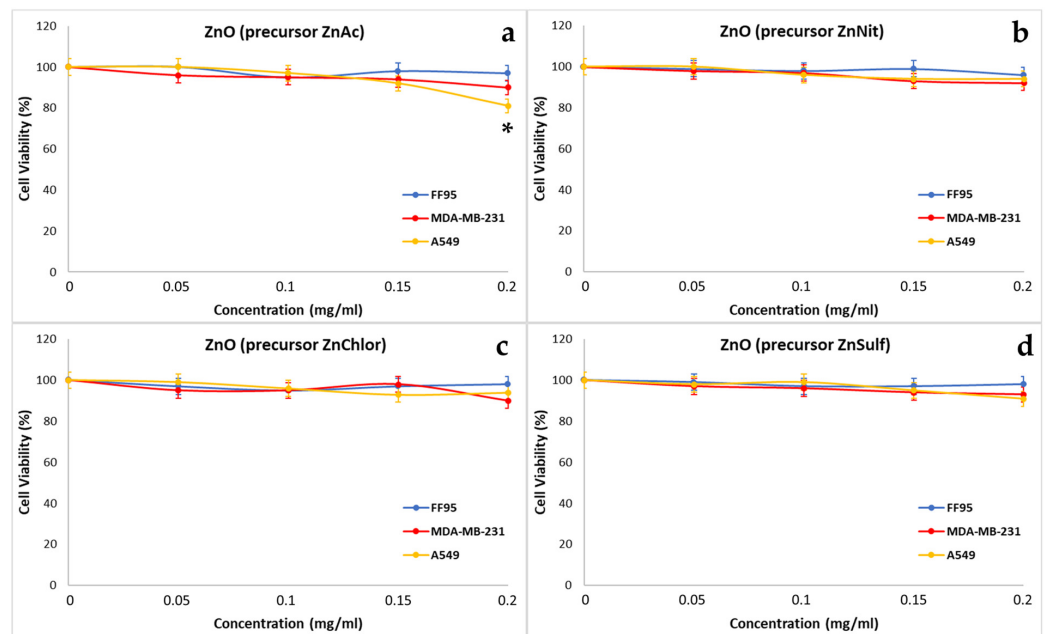 ZnO (precursor ZnAc)
a
120
100
80
60
40
20
0
Cell Viability (%)
*
FF95
MDA-MB-231
A549
0 0.05 0.1 0.15 0.2
Concentration (mg/ml)
ZnO (precursor ZnNit)
b
120
100
80
60
40
20
0
Cell Viability (%)
FF95
MDA-MB-231
A549
0 0.05 0.1 0.15 0.2
Concentration (mg/ml)
ZnO (precursor ZnChlor)
c
120
100
80
60
40
20
0
Cell Viability (%)
FF95
MDA-MB-231
A549
0 0.05 0.1 0.15 0.2
Concentration (mg/ml)
ZnO (precursor ZnSulf)
d
120
100
80
60
40
20
0
Cell Viability (%)
FF95
MDA-MB-231
A549
0 0.05 0.1 0.15 0.2
Concentration (mg/ml)